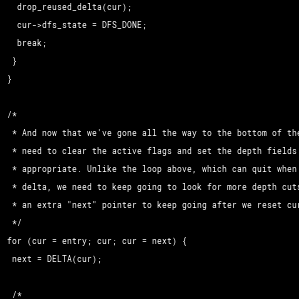 drop_reused_delta(cur);
cur->dfs_state = DFS_DONE;
break;
}
}
/*
* And now that we've gone all the way to the bottom of the
* need to clear the active flags and set the depth fields
* appropriate. Unlike the loop above, which can quit when
* delta, we need to keep going to look for more depth cuts
* an extra "next" pointer to keep going after we reset cur
*/
for (cur = entry; cur; cur = next) {
next = DELTA(cur);
/*